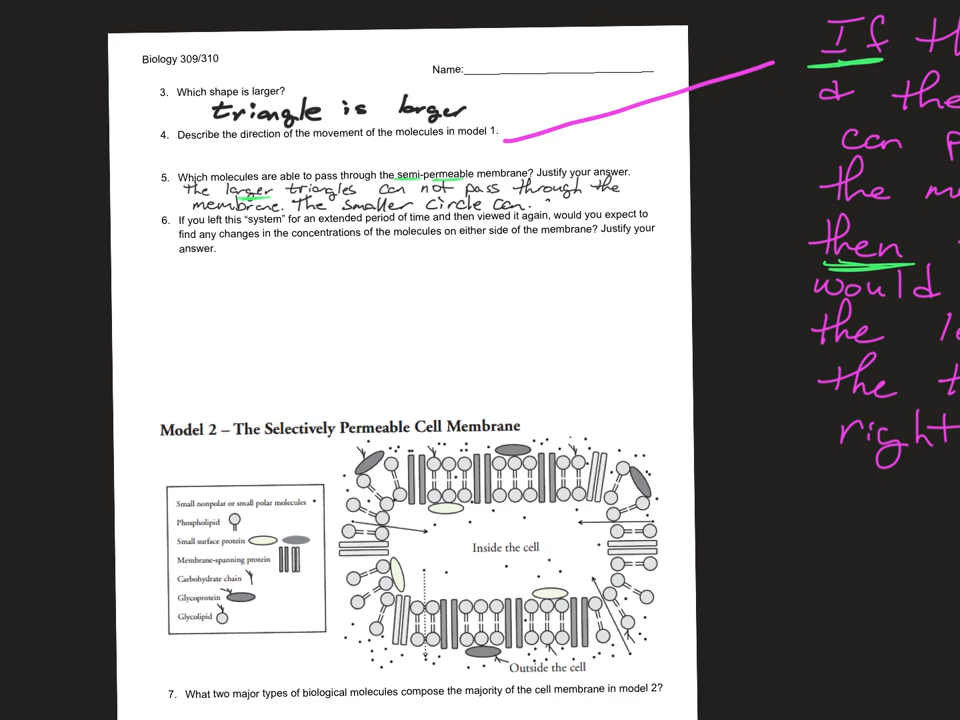 Biology 309/310
Name:
3. Which shape is larger?
triangle is larger
4. Describe the direction of the movement of the molecules in model 1.
5. Which molecules are able to pass through the semi-permeable membrane? Justify your answer.
The larger triangles can not pass through the
membrane. The smaller circle can.
6. If you left this "system" for an extended period of time and then viewed it again, would you expect to
find any changes in the concentrations of the molecules on either side of the membrane? Justify your
answer.
Model 2 – The Selectively Permeable Cell Membrane
Small nonpolar or small polar molecules
Phospholipid
Small surface protein
Membrane-spanning protein
Carbohydrate chain
Glycoprotein
Glycolipid
Inside the cell
Outside the cell
7. What two major types of biological molecules compose the majority of the cell membrane in model 2?
If
& the
can
the
then
would
the
the
right